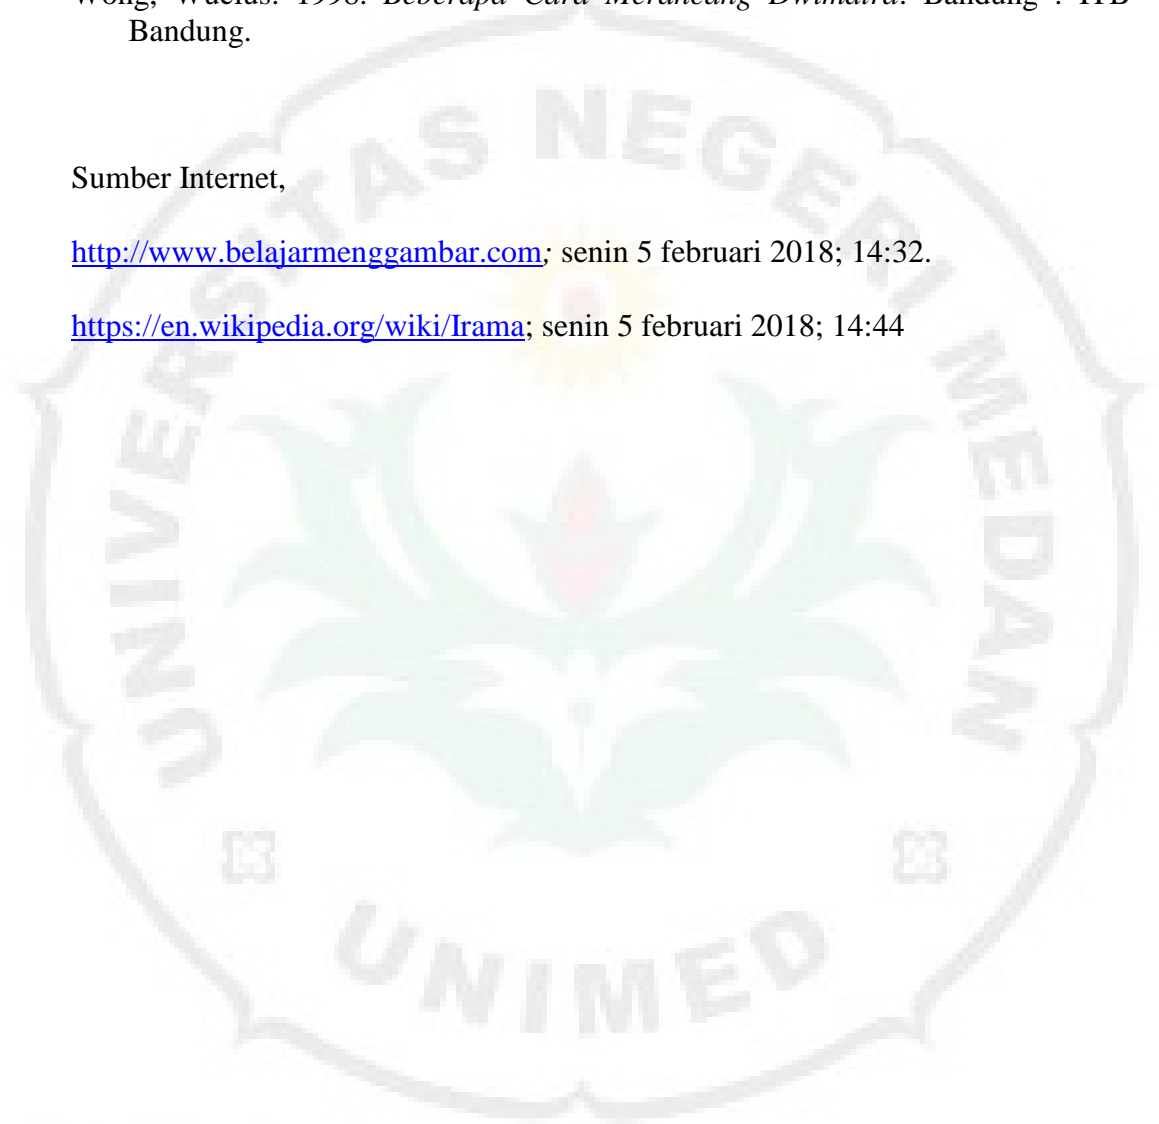 Wong, Wucius. 1998. Beberapa Cara Merancang Dwimatra. Bandung : ITB
Bandung.
Sumber Internet,
http://www.belajarmenggambar.com; senin 5 februari 2018; 14:32.
https://en.wikipedia.org/wiki/Irama; senin 5 februari 2018; 14:44
UNIVERSITAS NEGERI MEDAN
UNIMED